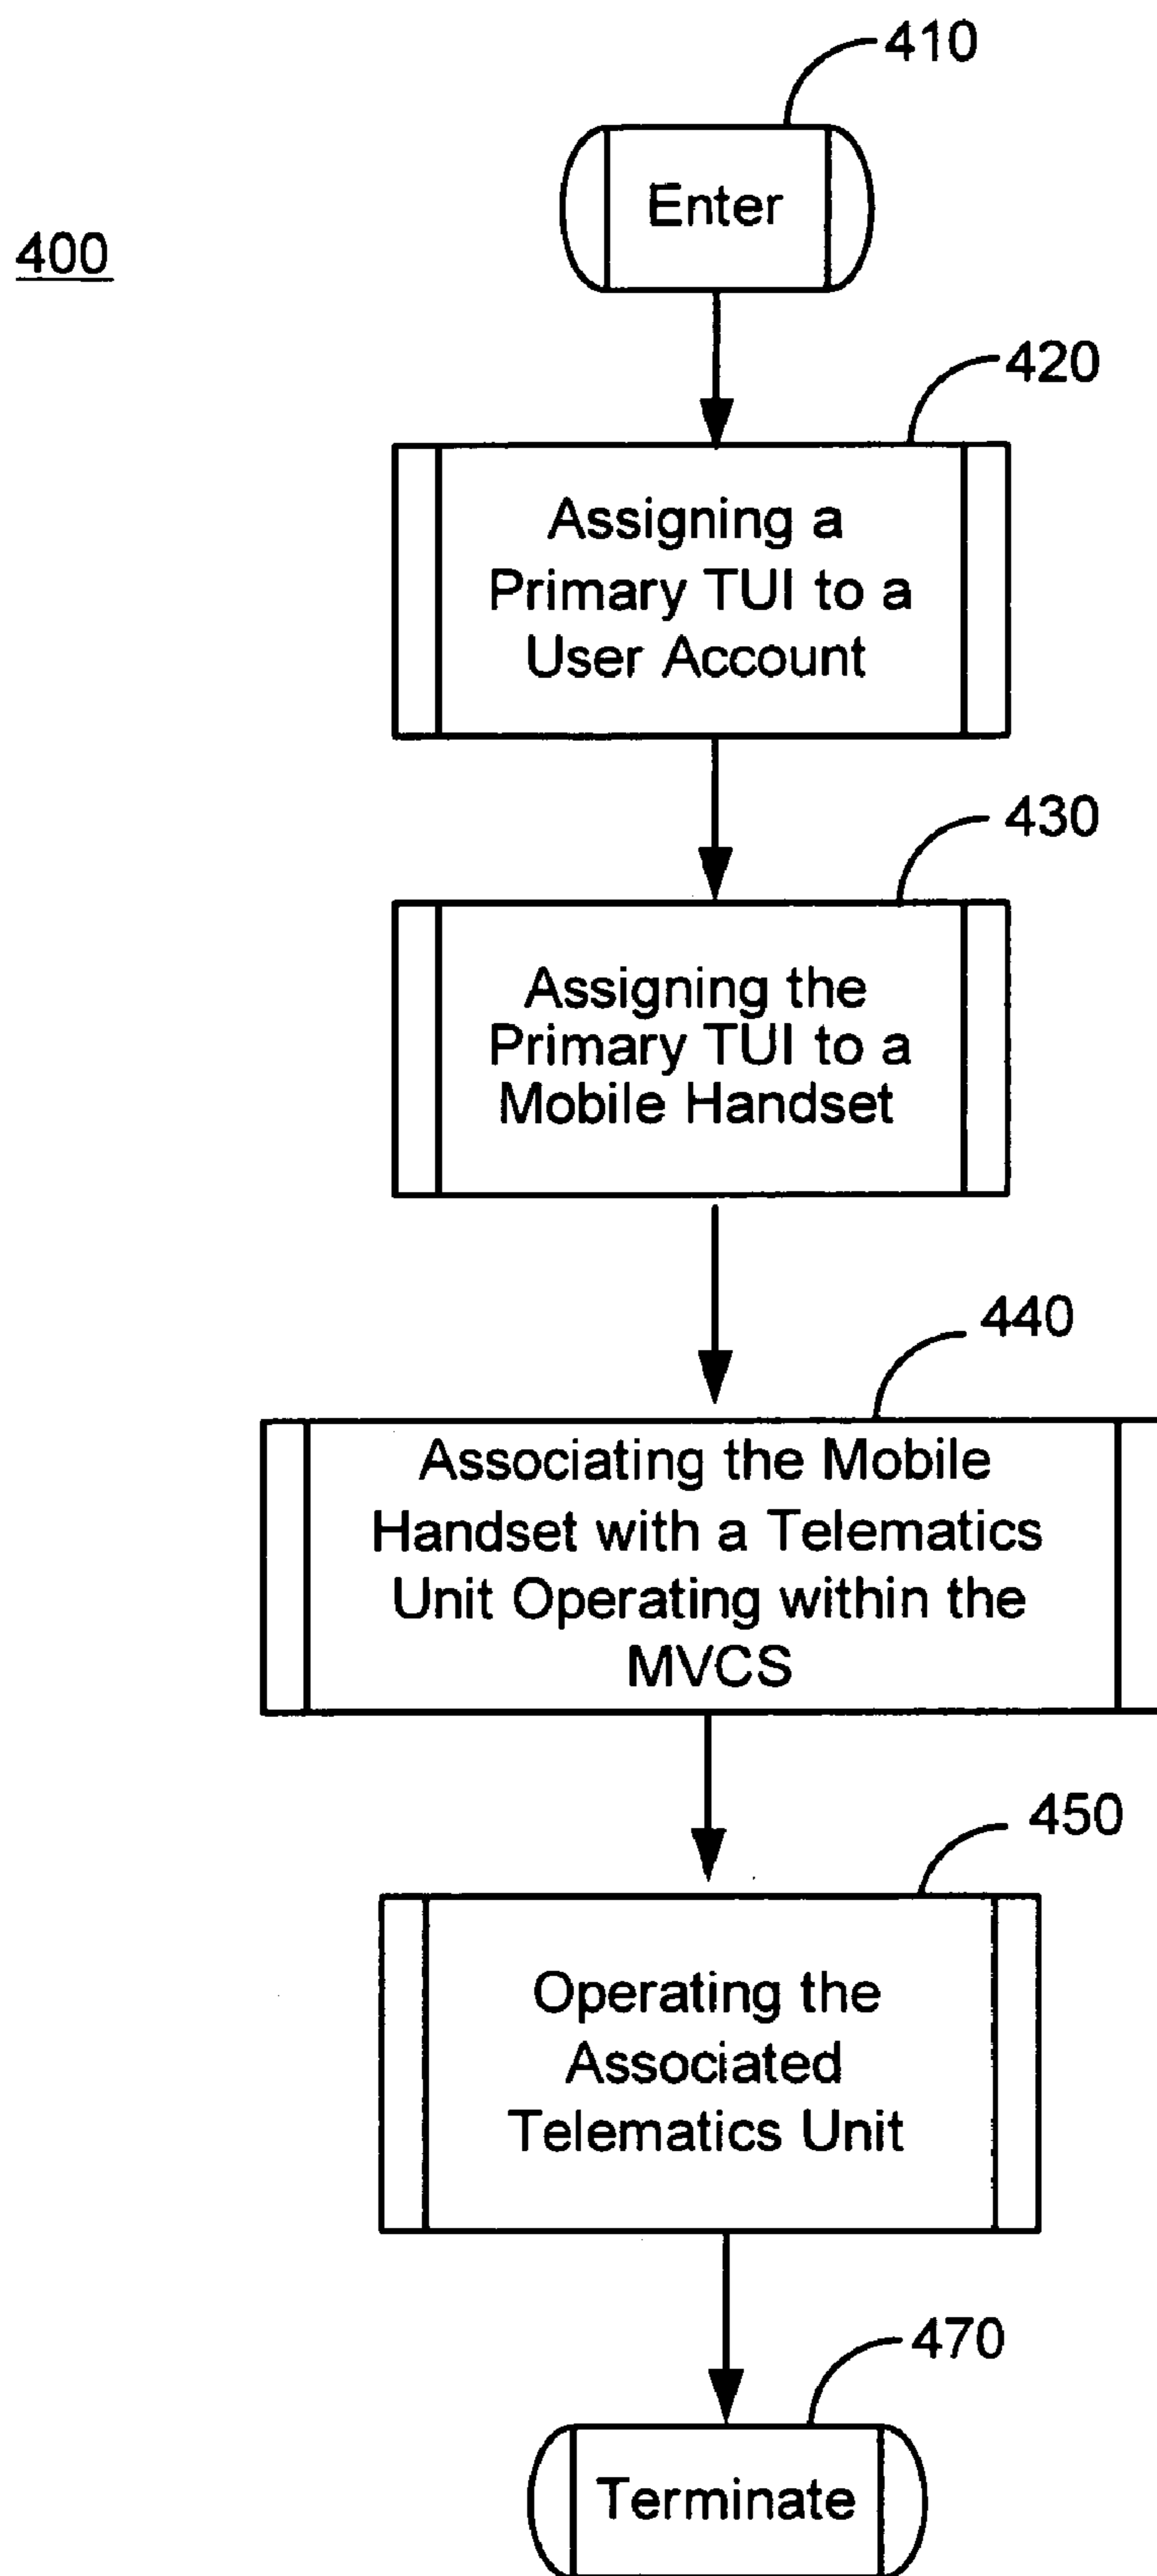 410
Enter
400
420
Assigning a
Primary TUI to a
User Account
430
Assigning the
Primary TUI to a
Mobile Handset
440
Associating the Mobile
Handset with a Telematics
Unit Operating within the
MVCS
450
Operating the
Associated
Telematics Unit
470
Terminate